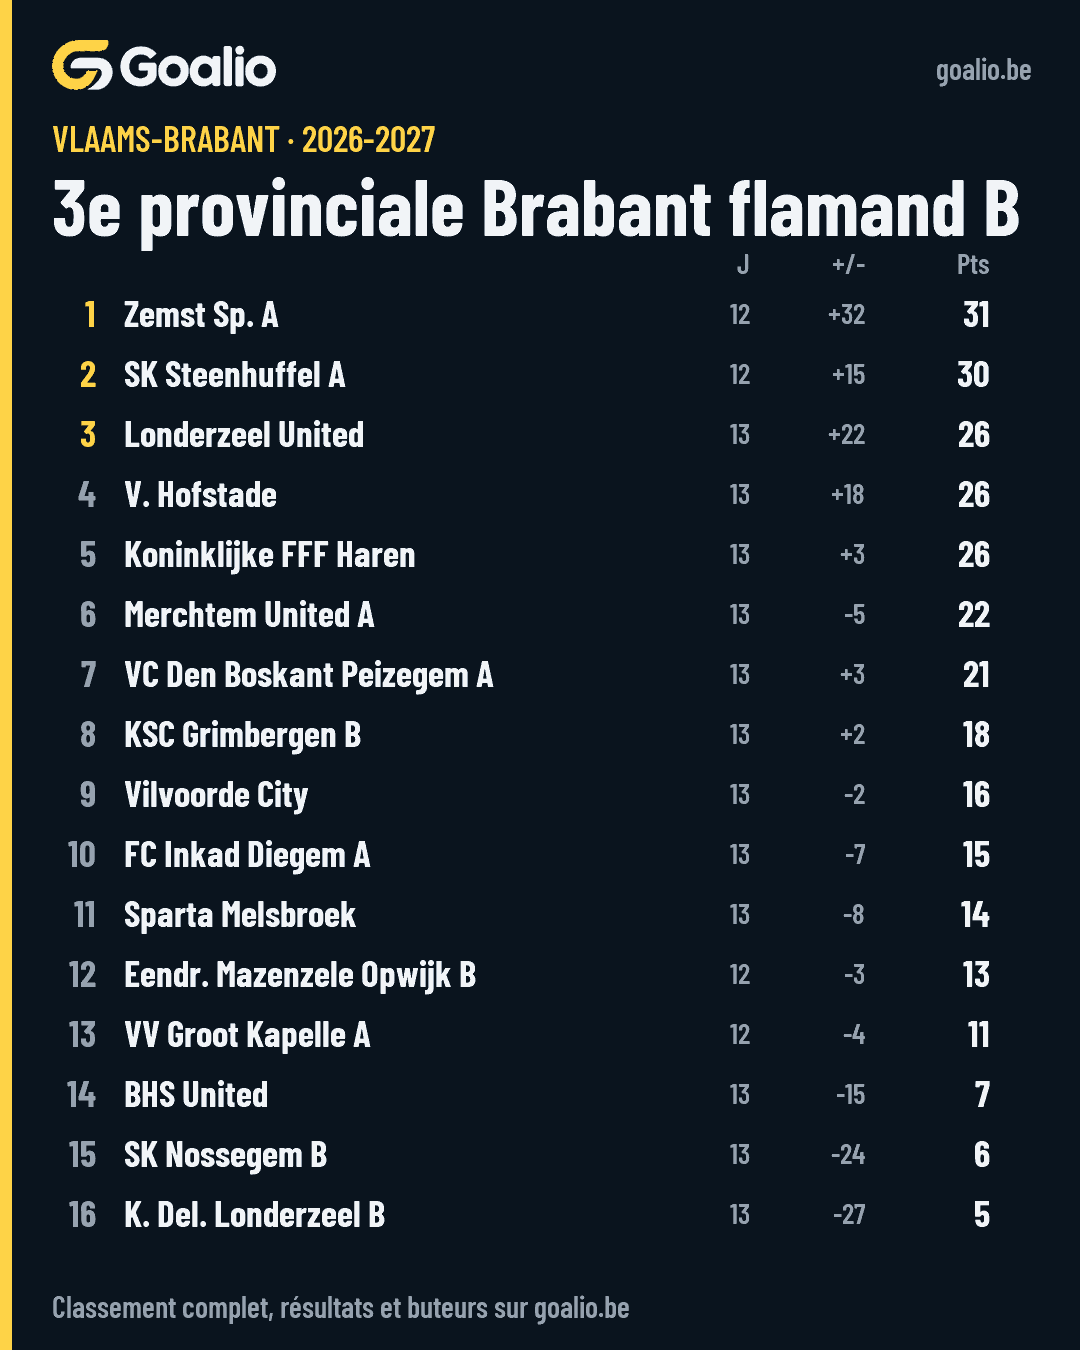 Goalio
goalio.be
VLAAMS-BRABANT · 2026-2027
3e provinciale Brabant flamand B
J +/- Pts
1 Zemst Sp. A 12 +32 31
2 SK Steenhuffel A 12 +15 30
3 Londerzeel United 13 +22 26
4 V. Hofstade 13 +18 26
5 Koninklijke FFF Haren 13 +3 26
6 Merchtem United A 13 -5 22
7 VC Den Boskant Peizegem A 13 +3 21
8 KSC Grimbergen B 13 +2 18
9 Vilvoorde City 13 -2 16
10 FC Inkad Diegem A 13 -7 15
11 Sparta Melsbroek 13 -8 14
12 Eendr. Mazenzele Opwijk B 12 -3 13
13 VV Groot Kapelle A 12 -4 11
14 BHS United 13 -15 7
15 SK Nossegem B 13 -24 6
16 K. Del. Londerzeel B 13 -27 5
Classement complet, résultats et buteurs sur goalio.be